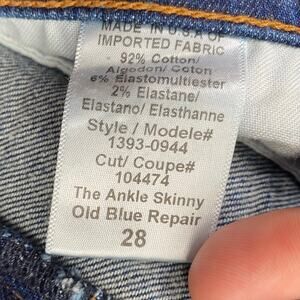 MADE IN U.S.A OF
IMPORTED FABRIC
92% Cotton/
Algodon/ Coton
6% Elastomultiester
2% Elastane/
Elastano/ Elasthanne
Style / Modele#
1393-0944
Cut/ Coupe#
104474
The Ankle Skinny
Old Blue Repair
28